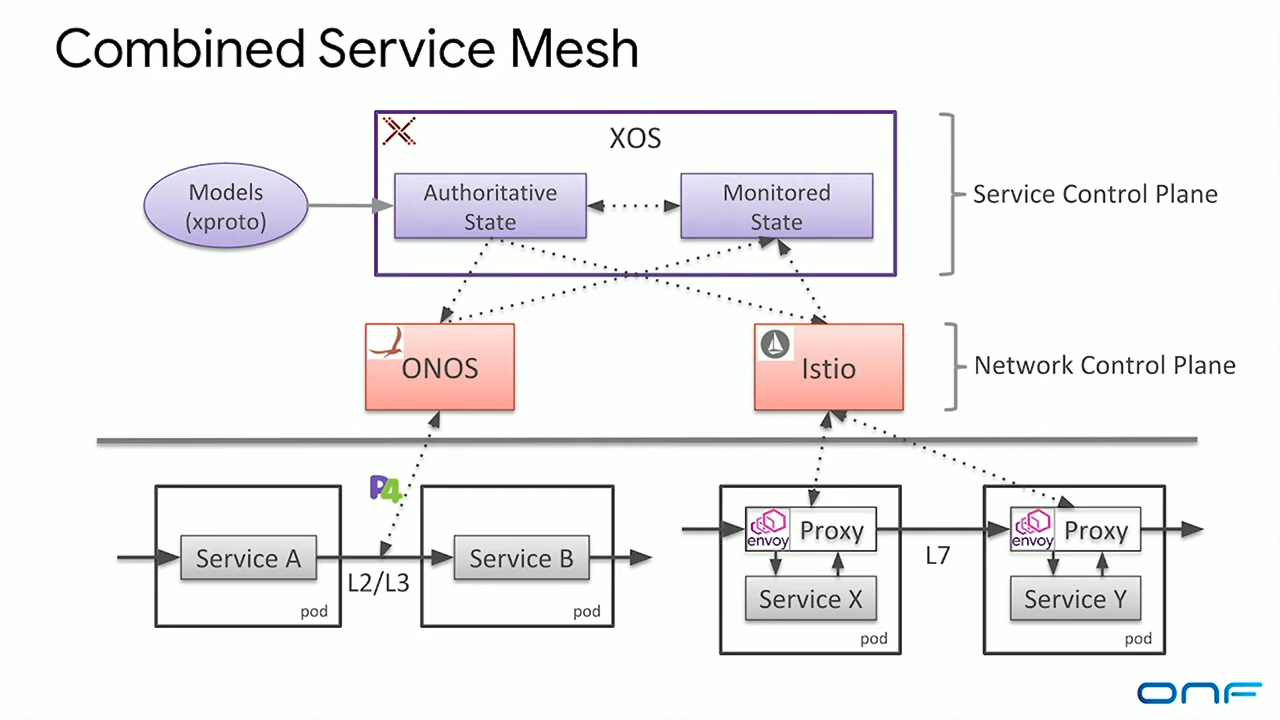 Combined Service Mesh
XOS
Models
(xproto)
Authoritative
State
Monitored
State
Service Control Plane
ONOS
Istio
Network Control Plane
P4
Service A
L2/L3
Service B
pod
pod
envoy
Proxy
L7
envoy
Proxy
Service X
Service Y
pod
pod
ONF